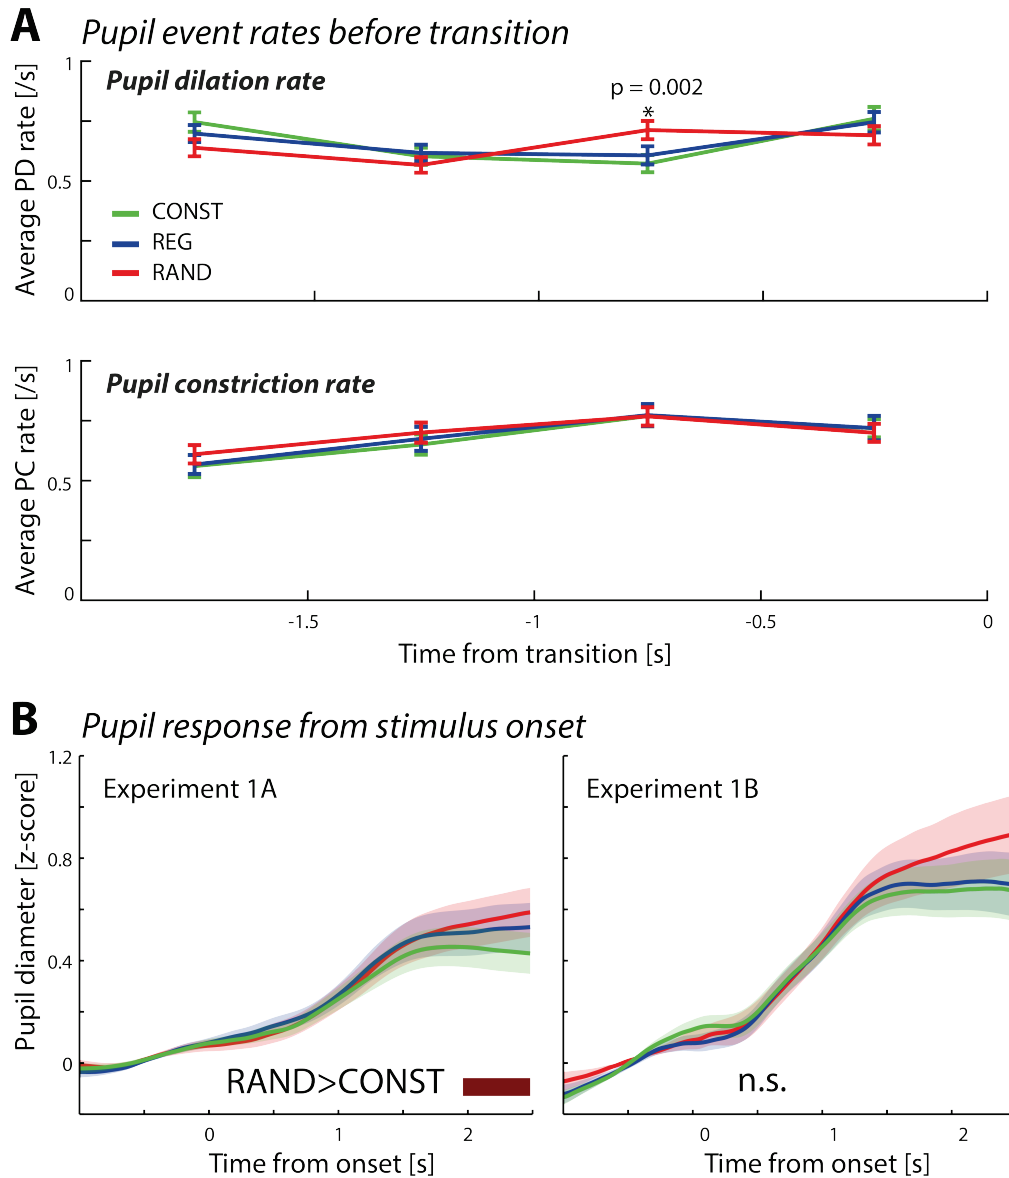 A Pupil event rates before transition
1
Pupil dilation rate
p = 0.002
*
Average PD rate [/s]
0.5
CONST
REG
RAND
0
1
Pupil constriction rate
Average PC rate [/s]
0.5
0
-1.5 -1 -0.5 0
Time from transition [s]
B Pupil response from stimulus onset
1.2
Experiment 1A
Experiment 1B
Pupil diameter [z-score]
0.8
0.4
0
RAND>CONST
n.s.
0 1 2
0 1 2
Time from onset [s]
Time from onset [s]